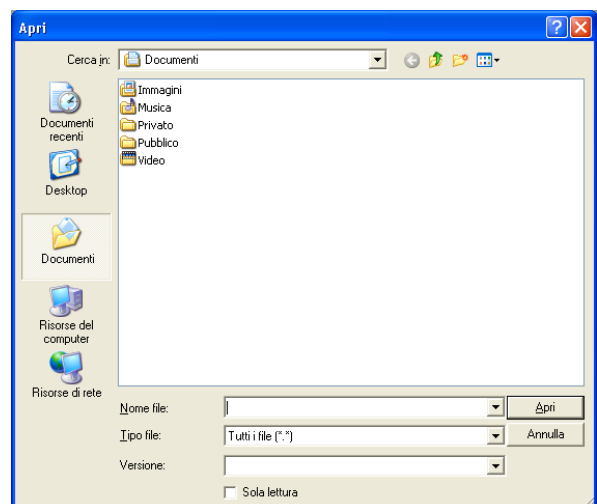 Apri
Cerca in: Documenti
Immagini
Musica
Privato
Pubblico
Video
Documenti
recenti
Desktop
Documenti
Risorse del
computer
Risorse di rete
Nome file: Apri
Tipo file: Tutti i file (*.*) Annulla
Versione:
Sola lettura